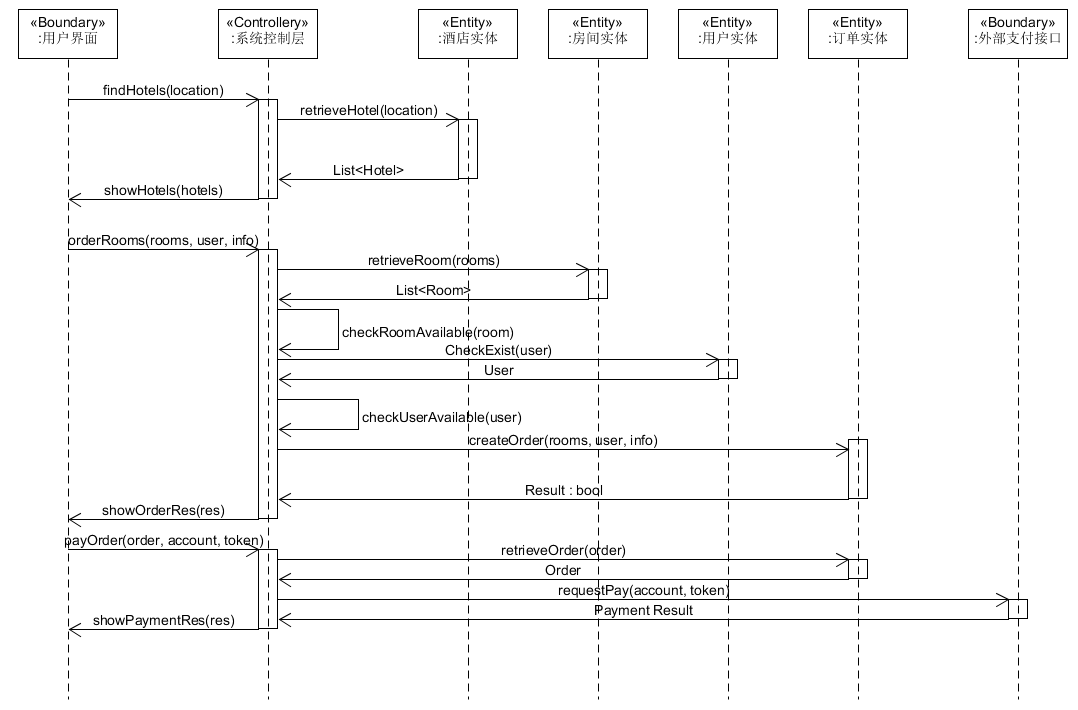 «Boundary»
:用户界面
«Controllery»
:系统控制层
«Entity»
:酒店实体
«Entity»
:房间实体
«Entity»
:用户实体
«Entity»
:订单实体
«Boundary»
:外部支付接口
findHotels(location)
retrieveHotel(location)
List<Hotel>
showHotels(hotels)
orderRooms(rooms, user, info)
retrieveRoom(rooms)
List<Room>
checkRoomAvailable(room)
CheckExist(user)
User
checkUserAvailable(user)
createOrder(rooms, user, info)
Result : bool
showOrderRes(res)
payOrder(order, account, token)
retrieveOrder(order)
Order
requestPay(account, token)
Payment Result
showPaymentRes(res)